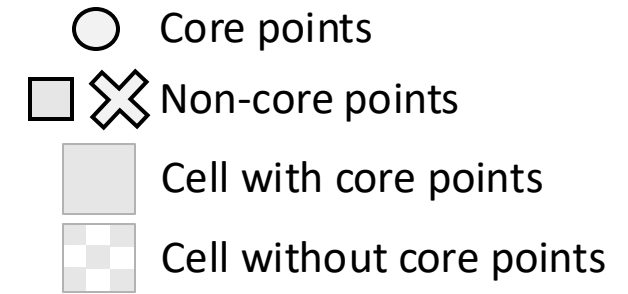 Core points
Non-core points
Cell with core points
Cell without core points